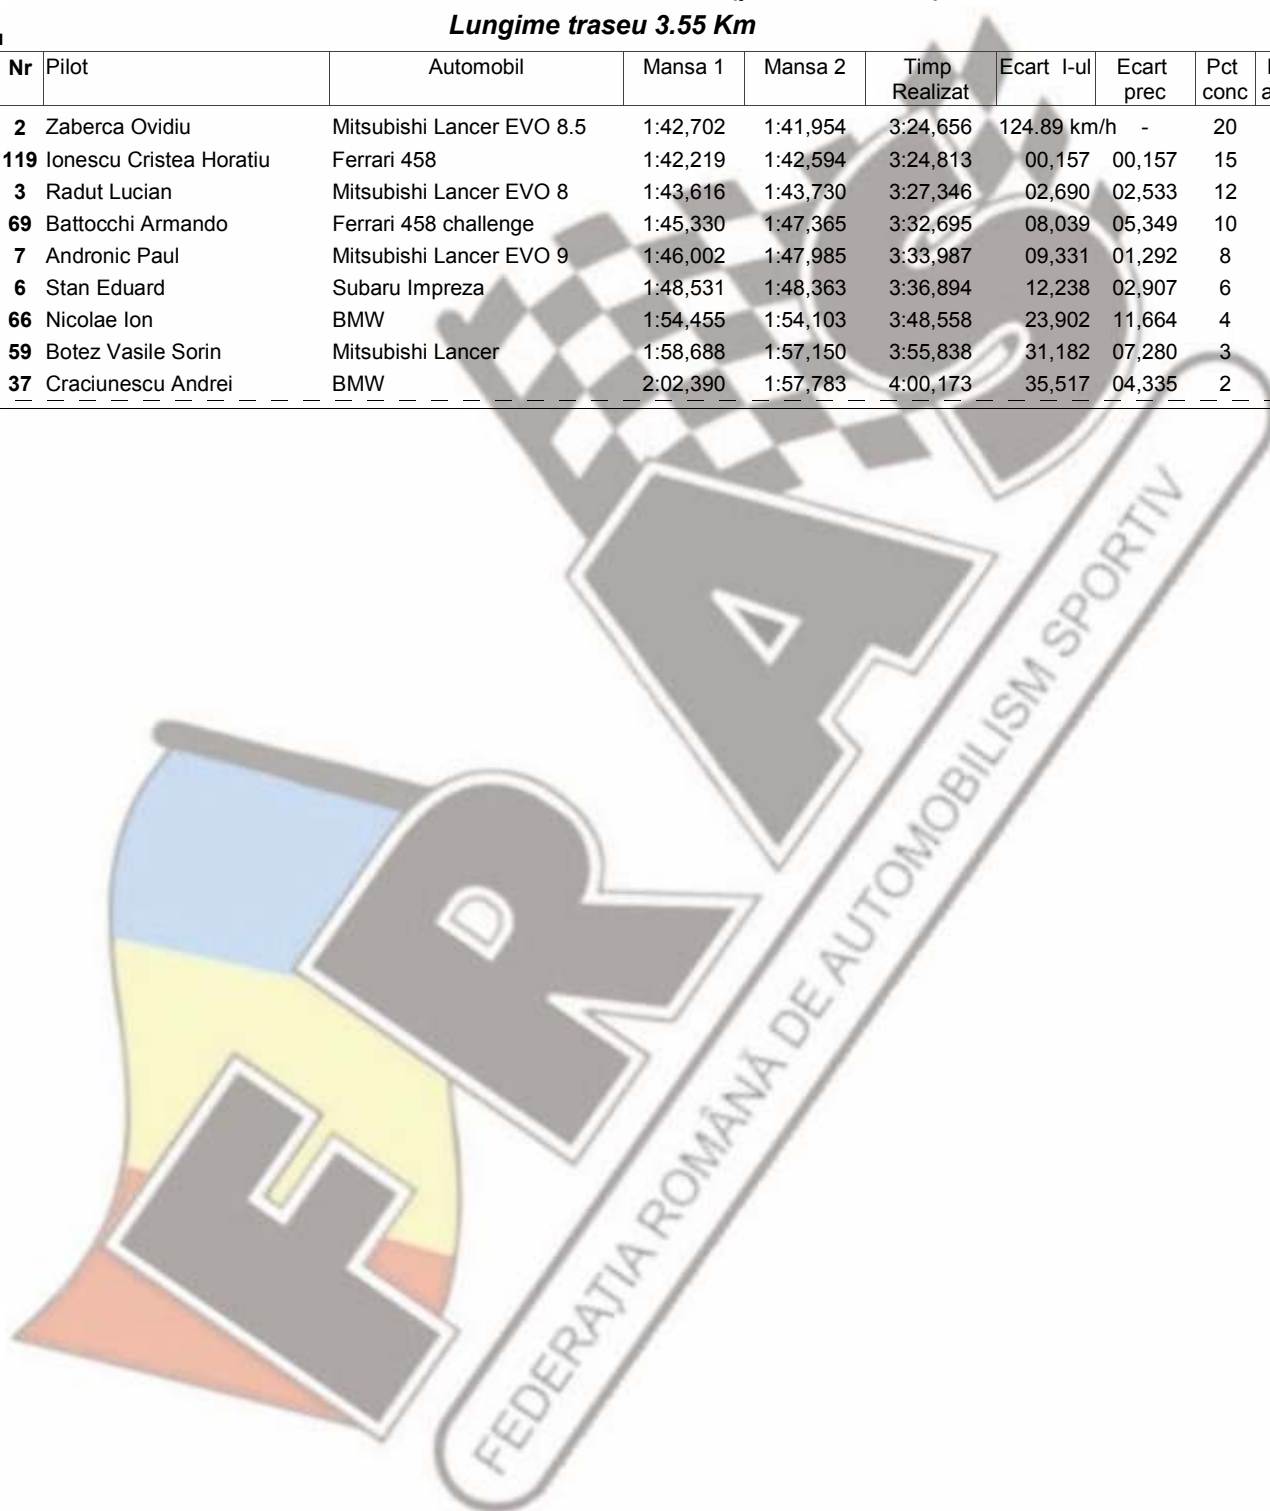 Lungime traseu 3.55 Km
Nr Pilot Automobil Mansa 1 Mansa 2 Timp Realizat Ecart I-ul Ecart prec Pct conc
2 Zaberca Ovidiu Mitsubishi Lancer EVO 8.5 1:42,702 1:41,954 3:24,656 124.89 km/h - 20
119 Ionescu Cristea Horatiu Ferrari 458 1:42,219 1:42,594 3:24,813 00,157 00,157 15
3 Radut Lucian Mitsubishi Lancer EVO 8 1:43,616 1:43,730 3:27,346 02,690 02,533 12
69 Battocchi Armando Ferrari 458 challenge 1:45,330 1:47,365 3:32,695 08,039 05,349 10
7 Andronic Paul Mitsubishi Lancer EVO 9 1:46,002 1:47,985 3:33,987 09,331 01,292 8
6 Stan Eduard Subaru Impreza 1:48,531 1:48,363 3:36,894 12,238 02,907 6
66 Nicolae Ion BMW 1:54,455 1:54,103 3:48,558 23,902 11,664 4
59 Botez Vasile Sorin Mitsubishi Lancer 1:58,688 1:57,150 3:55,838 31,182 07,280 3
37 Craciunescu Andrei BMW 2:02,390 1:57,783 4:00,173 35,517 04,335 2
FRAS
FEDERAŢIA ROMÂNĂ DE AUTOMOBILISM SPORTIV